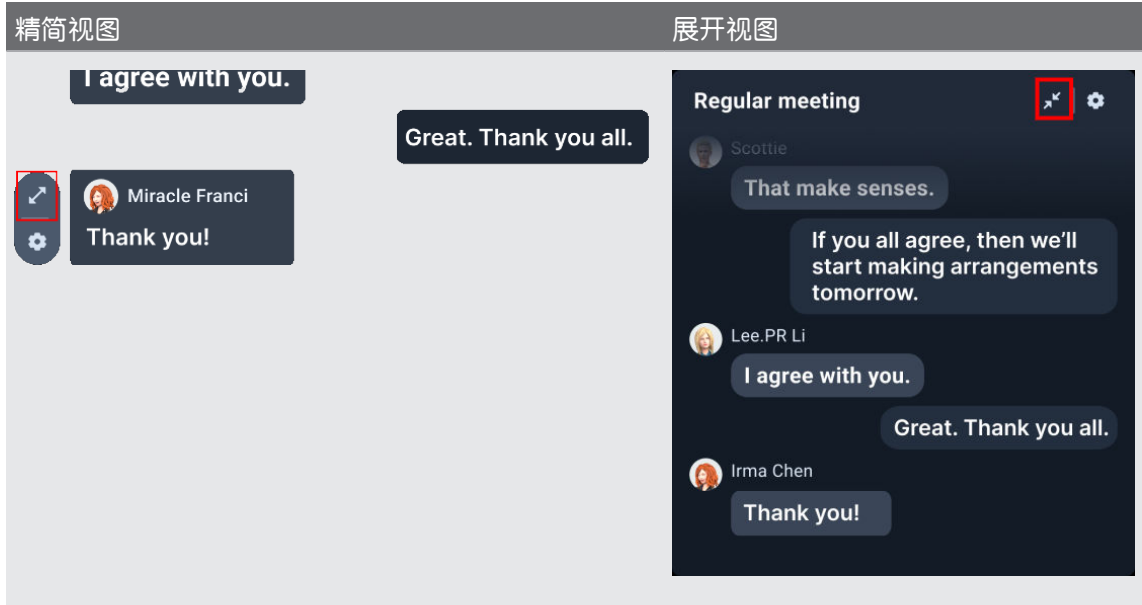 精简视图
展开视图
I agree with you.
Great. Thank you all.
Miracle Franci
Thank you!
Regular meeting
Scottie
That make senses.
If you all agree, then we’ll
start making arrangements
tomorrow.
Lee.PR Li
I agree with you.
Great. Thank you all.
Irma Chen
Thank you!